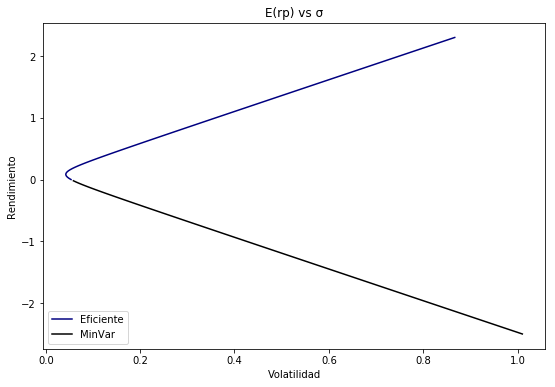 E(rp) vs σ
Rendimiento
2
1
0
−1
−2
Eficiente
MinVar
0.0 0.2 0.4 0.6 0.8 1.0
Volatilidad